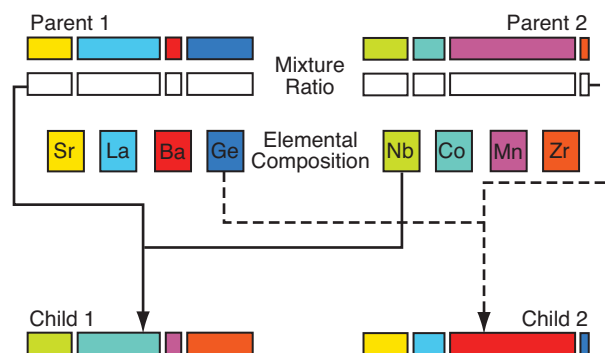 Parent 1
Parent 2
Mixture
Ratio
Sr La Ba Ge
Elemental
Composition
Nb Co Mn Zr
Child 1
Child 2